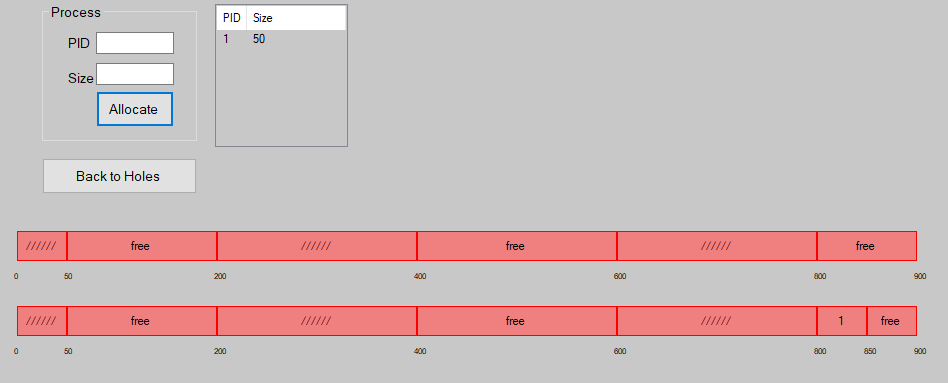 Process
PID
Size
Allocate
Back to Holes
PID Size
1 50
////// free ////// free ////// free
0 50 200 400 600 800 900
////// free ////// free ////// 1 free
0 50 200 400 600 800 850 900